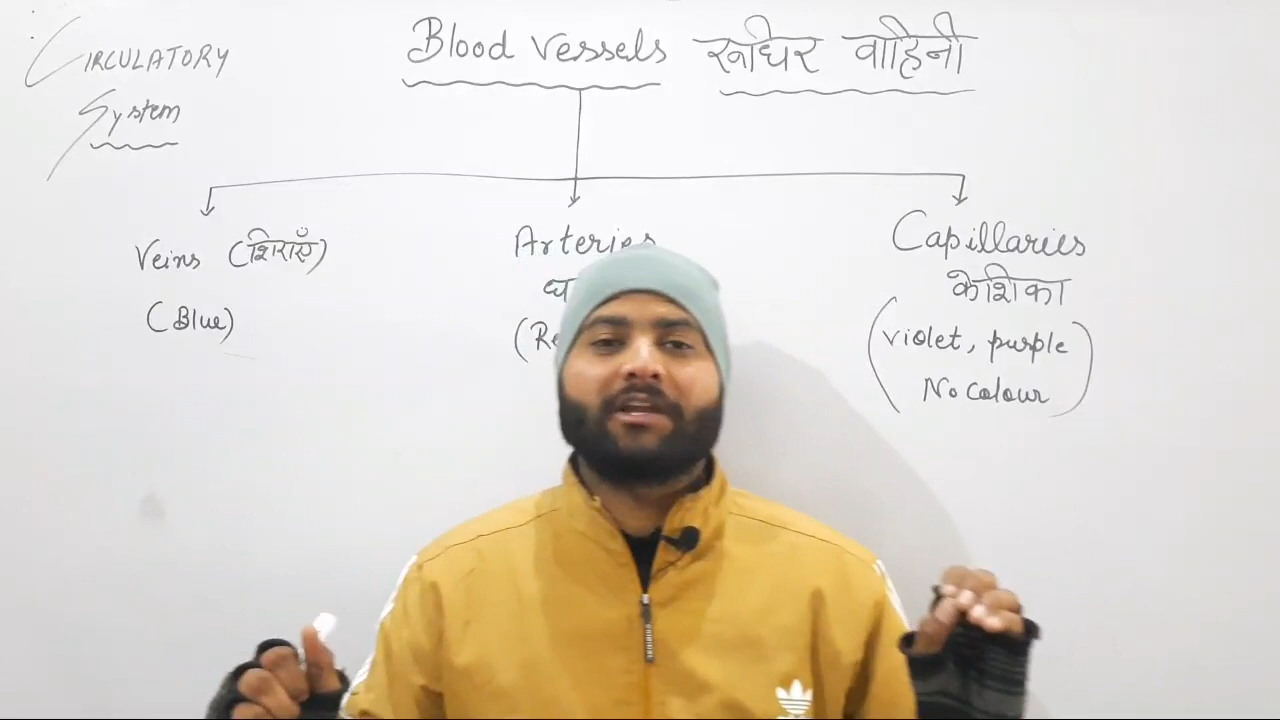 CIRCULATORY
System
Blood vessels रूधिर वाहिनी
Veins (शिराएँ)
(Blue)
Arteries
Capillaries
केशिका
(violet, purple
No colour)